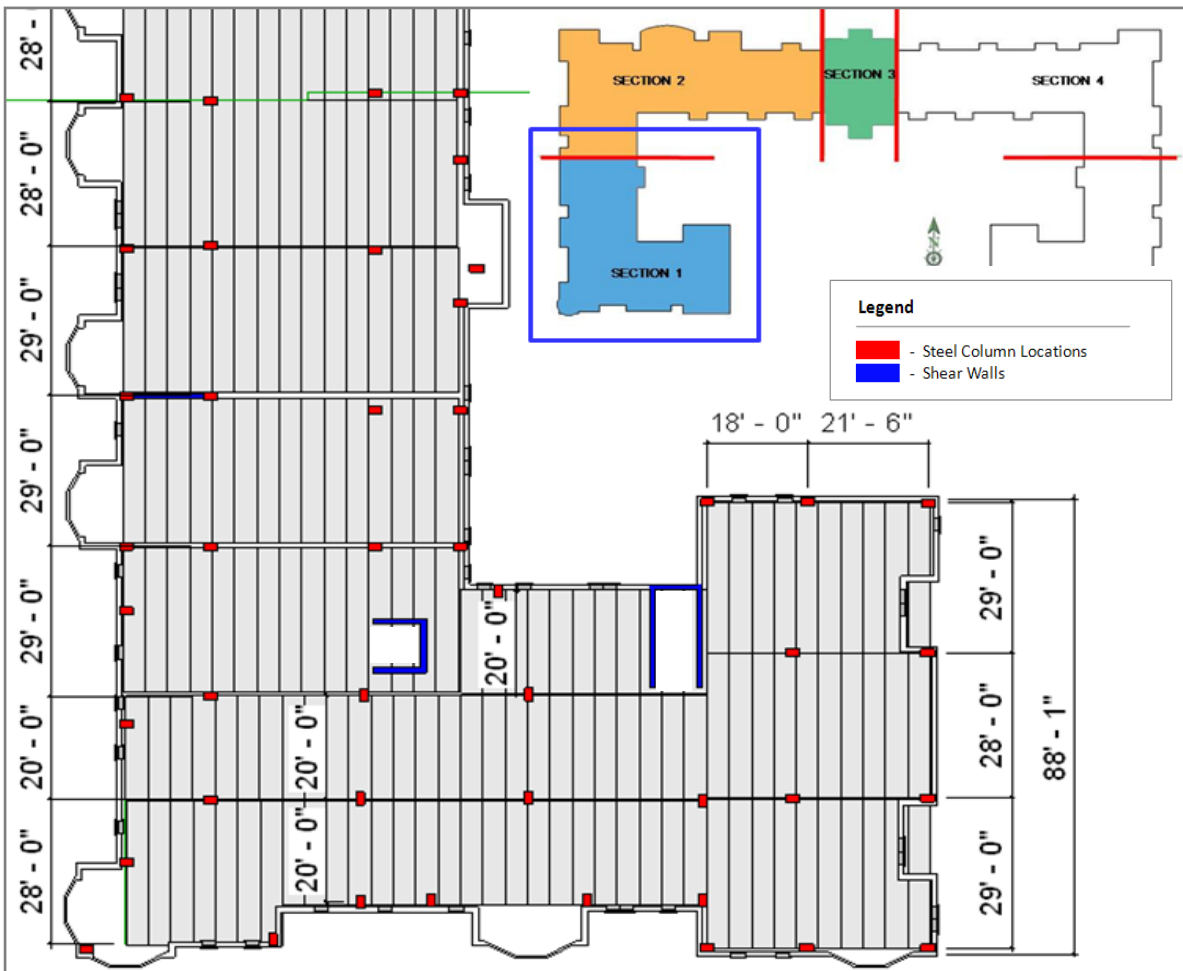 28' - 0"
28' - 0"
29' - 0"
29' - 0"
29' - 0"
20' - 0"
28' - 0"
SECTION 2
SECTION 3
SECTION 4
SECTION 1
N
Legend
- Steel Column Locations
- Shear Walls
18' - 0" 21' - 6"
20' - 0"
20' - 0"
20' - 0"
29' - 0"
28' - 0"
29' - 0"
88' - 1"